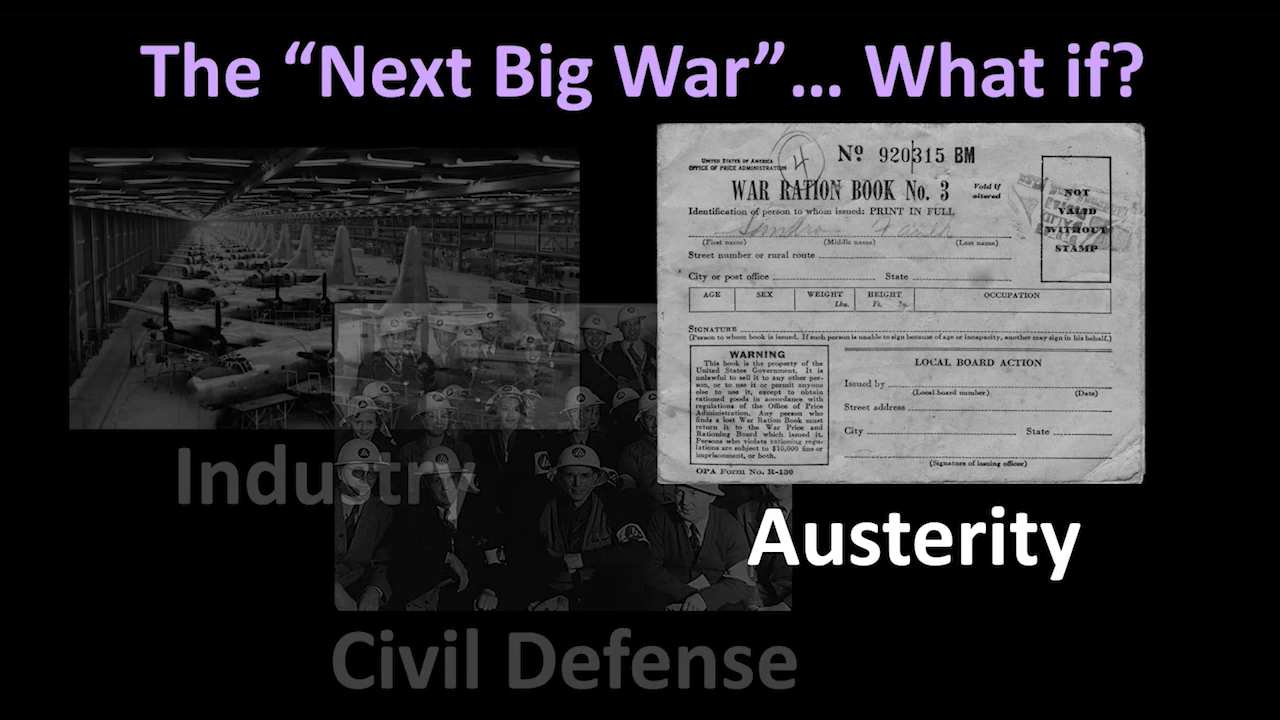 The “Next Big War”... What if?
UNITED STATES OF AMERICA
OFFICE OF PRICE ADMINISTRATION
4
Nº 920315 BM
WAR RATION BOOK No. 3
Void if
altered
NOT
VALID
WITHOUT
STAMP
Identification of person to whom issued: PRINT IN FULL
(First name) (Middle name) (Last name)
Street number or rural route
City or post office State
AGE SEX WEIGHT HEIGHT OCCUPATION
Lbs. Ft. In.
SIGNATURE
(Person to whom book is issued. If such person is unable to sign because of age or incapacity, another may sign in his behalf.)
WARNING
This book is the property of the
United States Government. It is
unlawful to sell it to any other per-
son, or to use it or permit anyone
else to use it, except to obtain
rationed goods in accordance with
regulations of the Office of Price
Administration. Any person who
finds a lost War Ration Book must
return it to the War Price and
Rationing Board which issued it.
Persons who violate rationing regu-
lations are subject to $10,000 fine or
imprisonment, or both.
LOCAL BOARD ACTION
Issued by
(Local board number) (Date)
Street address
City State
(Signature of issuing officer)
OPA Form No. R-130
Industry
Austerity
Civil Defense